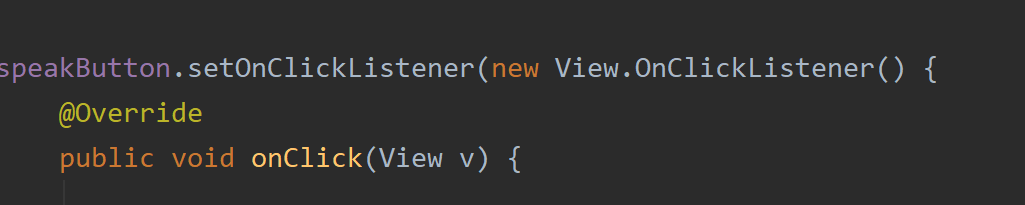 speakButton.setOnClickListener(new View.OnClickListener() {
@Override
public void onClick(View v) {